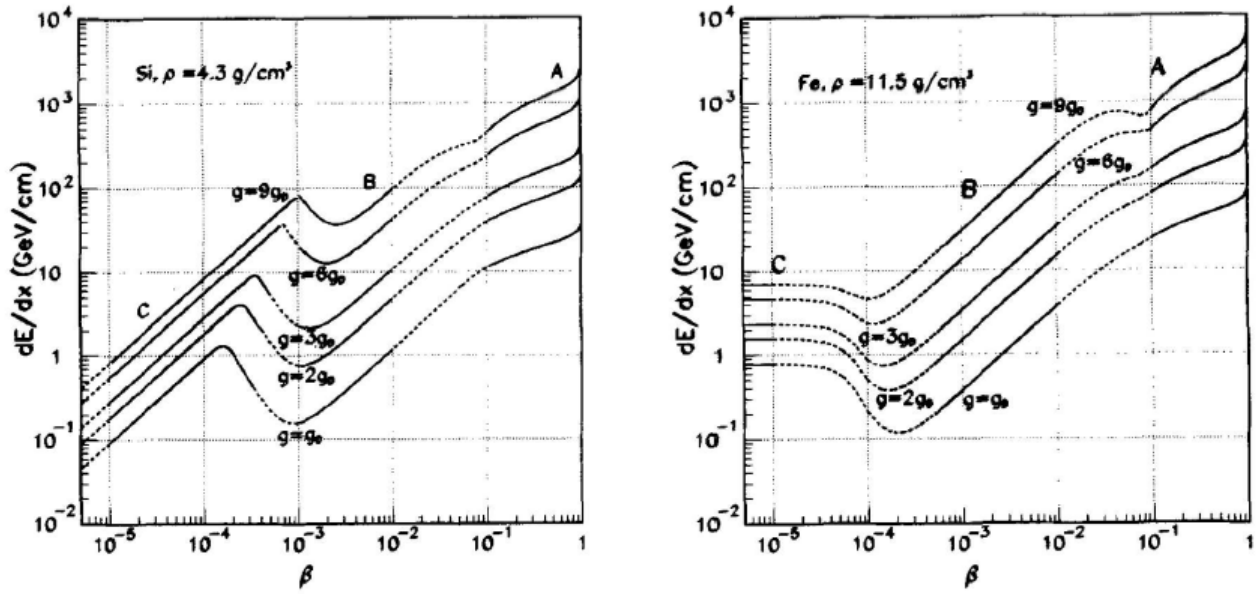 dE/dx (GeV/cm)
10⁴
10³
10²
10
1
10⁻¹
10⁻²
Si, ρ = 4.3 g/cm³
A
g=9g₀
B
g=6g₀
C
g=3g₀
g=2g₀
g=g₀
10⁻⁵ 10⁻⁴ 10⁻³ 10⁻² 10⁻¹ 1
β
dE/dx (GeV/cm)
10⁴
10³
10²
10
1
10⁻¹
10⁻²
A
Fe, ρ = 11.5 g/cm³
g=9g₀
g=6g₀
B
C
g=3g₀
g=2g₀ g=g₀
10⁻⁵ 10⁻⁴ 10⁻³ 10⁻² 10⁻¹ 1
β